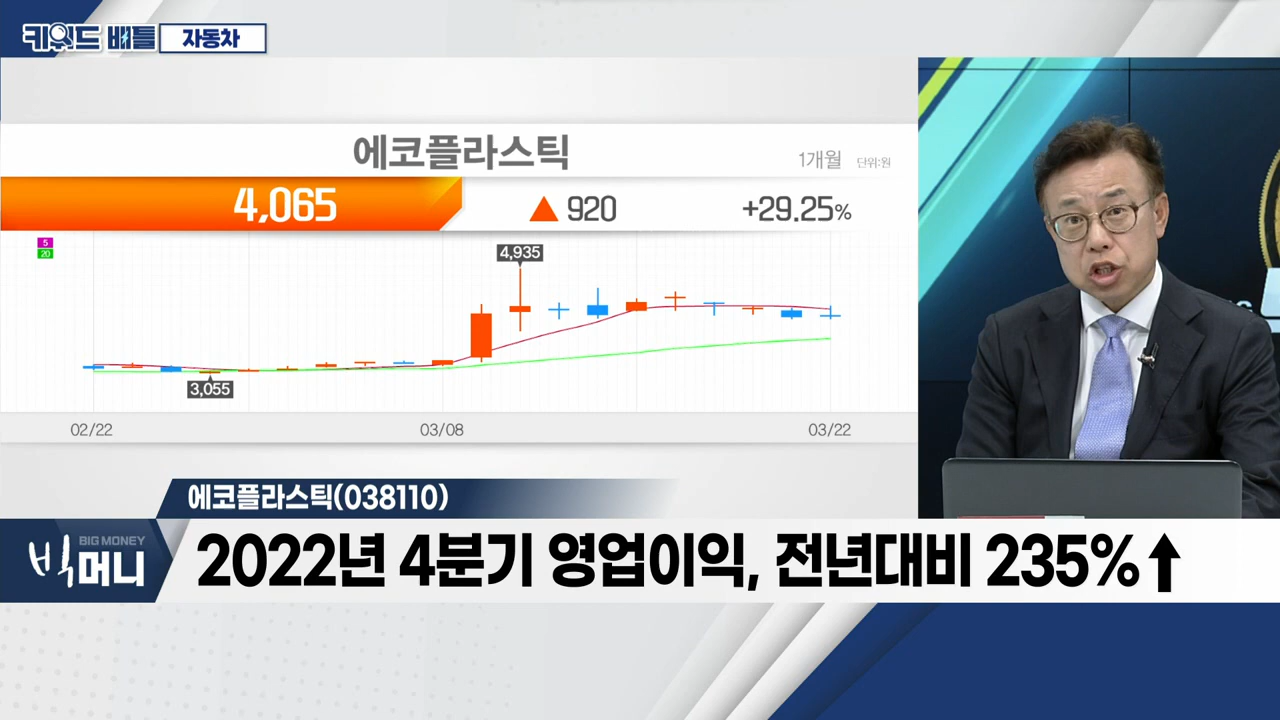 키워드 배틀 자동차
에코플라스틱
1개월 단위:원
4,065 ▲ 920 +29.25%
5
20
4,935
3,055
02/22 03/08 03/22
에코플라스틱(038110)
BIG MONEY
빅머니
2022년 4분기 영업이익, 전년대비 235%↑